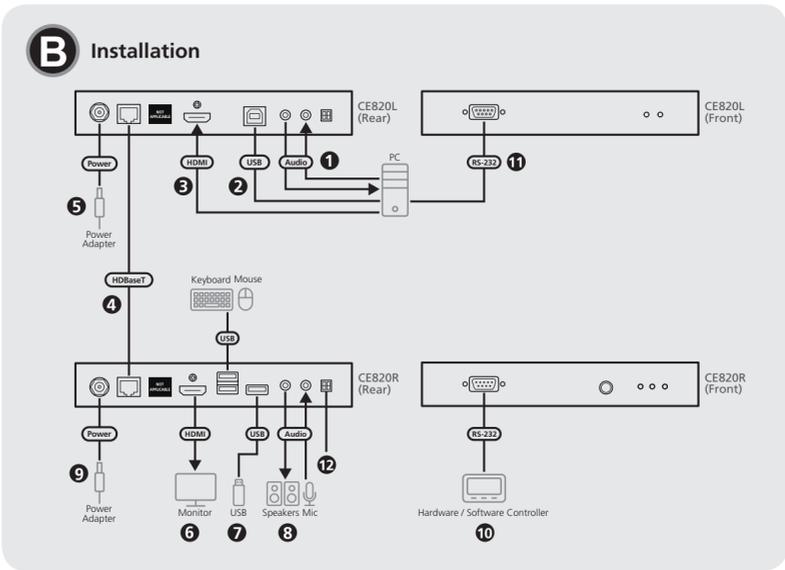 B Installation
CE820L
(Rear)
CE820L
(Front)
NOT
APPLICABLE
Power
HDMI
USB
Audio
1
PC
RS-232
11
3
2
5
Power
Adapter
HDBaseT
4
Keyboard Mouse
USB
CE820R
(Rear)
CE820R
(Front)
NOT
APPLICABLE
Power
HDMI
USB
Audio
RS-232
9
12
Power
Adapter
Monitor
USB
Speakers Mic
Hardware / Software Controller
6
7
8
10